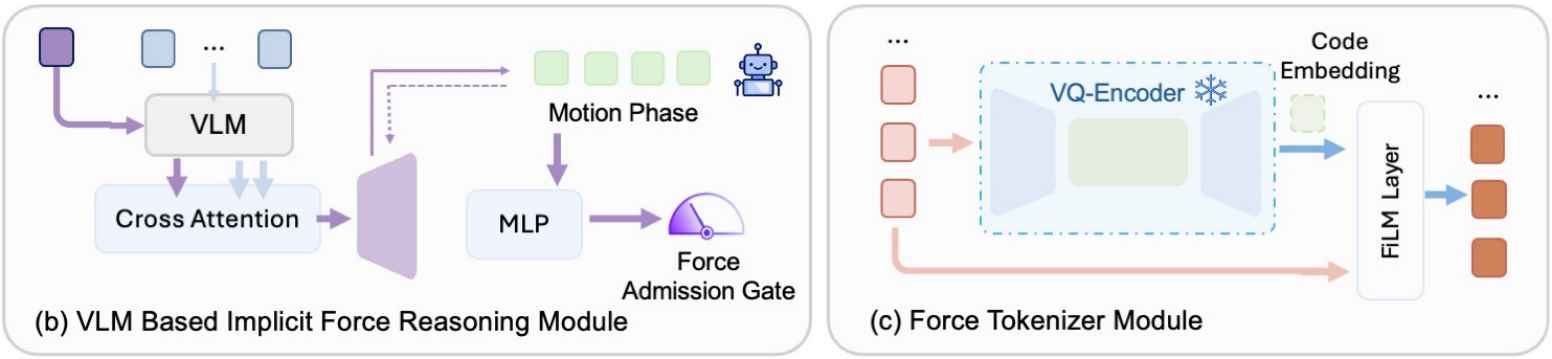 ...
VLM
Cross Attention
Motion Phase
MLP
Force
Admission Gate
(b) VLM Based Implicit Force Reasoning Module
...
VQ-Encoder
Code
Embedding
FiLM Layer
...
(c) Force Tokenizer Module